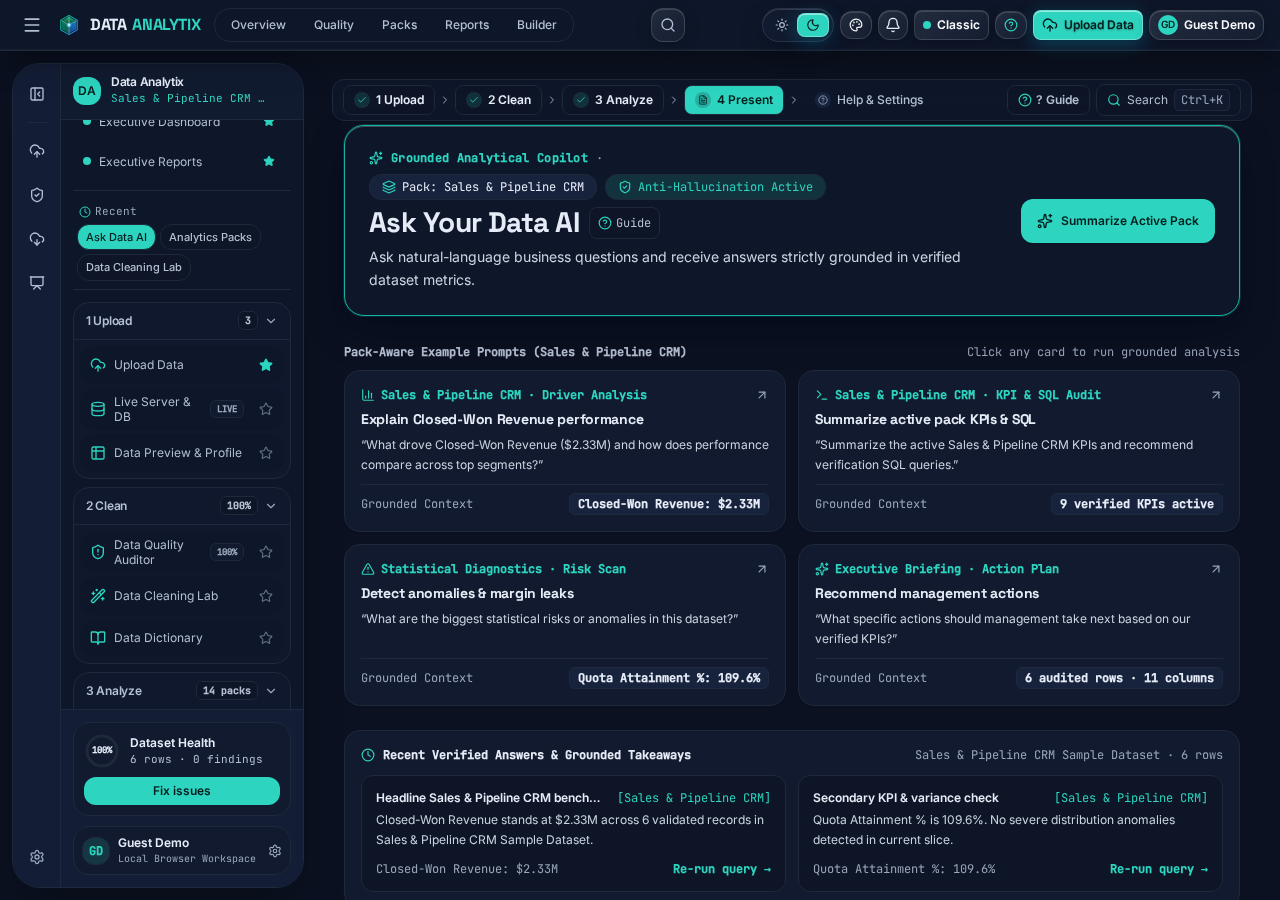 DATA ANALYTIX
Overview
Quality
Packs
Reports
Builder
Classic
Upload Data
GD
Guest Demo
DA
Data Analytix
Sales & Pipeline CRM …
Executive Dashboard
Executive Reports
Recent
Ask Data AI
Analytics Packs
Data Cleaning Lab
1 Upload
3
Upload Data
Live Server &
DB
LIVE
Data Preview & Profile
2 Clean
100%
Data Quality
Auditor
100%
Data Cleaning Lab
Data Dictionary
3 Analyze
14 packs
100%
Dataset Health
6 rows · 0 findings
Fix issues
GD
Guest Demo
Local Browser Workspace
1 Upload
2 Clean
3 Analyze
4 Present
Help & Settings
? Guide
Search
Ctrl+K
Grounded Analytical Copilot ·
Pack: Sales & Pipeline CRM
Anti-Hallucination Active
Ask Your Data AI
Guide
Ask natural-language business questions and receive answers strictly grounded in verified
dataset metrics.
Summarize Active Pack
Pack-Aware Example Prompts (Sales & Pipeline CRM)
Click any card to run grounded analysis
Sales & Pipeline CRM · Driver Analysis
Explain Closed-Won Revenue performance
“What drove Closed-Won Revenue ($2.33M) and how does performance
compare across top segments?”
Grounded Context
Closed-Won Revenue: $2.33M
Sales & Pipeline CRM · KPI & SQL Audit
Summarize active pack KPIs & SQL
“Summarize the active Sales & Pipeline CRM KPIs and recommend
verification SQL queries.”
Grounded Context
9 verified KPIs active
Statistical Diagnostics · Risk Scan
Detect anomalies & margin leaks
“What are the biggest statistical risks or anomalies in this dataset?”
Grounded Context
Quota Attainment %: 109.6%
Executive Briefing · Action Plan
Recommend management actions
“What specific actions should management take next based on our
verified KPIs?”
Grounded Context
6 audited rows · 11 columns
Recent Verified Answers & Grounded Takeaways
Sales & Pipeline CRM Sample Dataset · 6 rows
Headline Sales & Pipeline CRM bench…
[Sales & Pipeline CRM]
Closed-Won Revenue stands at $2.33M across 6 validated records in
Sales & Pipeline CRM Sample Dataset.
Closed-Won Revenue: $2.33M
Re-run query →
Secondary KPI & variance check
[Sales & Pipeline CRM]
Quota Attainment % is 109.6%. No severe distribution anomalies
detected in current slice.
Quota Attainment %: 109.6%
Re-run query →